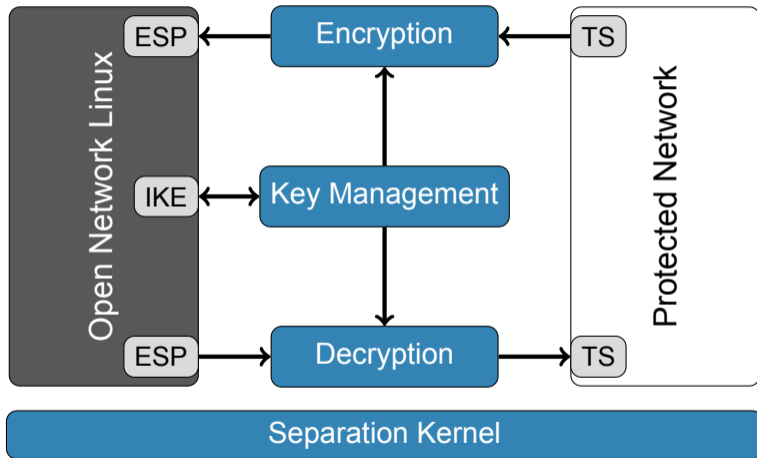 ESP
Encryption
TS
Open Network Linux
IKE
Key Management
Protected Network
ESP
Decryption
TS
Separation Kernel